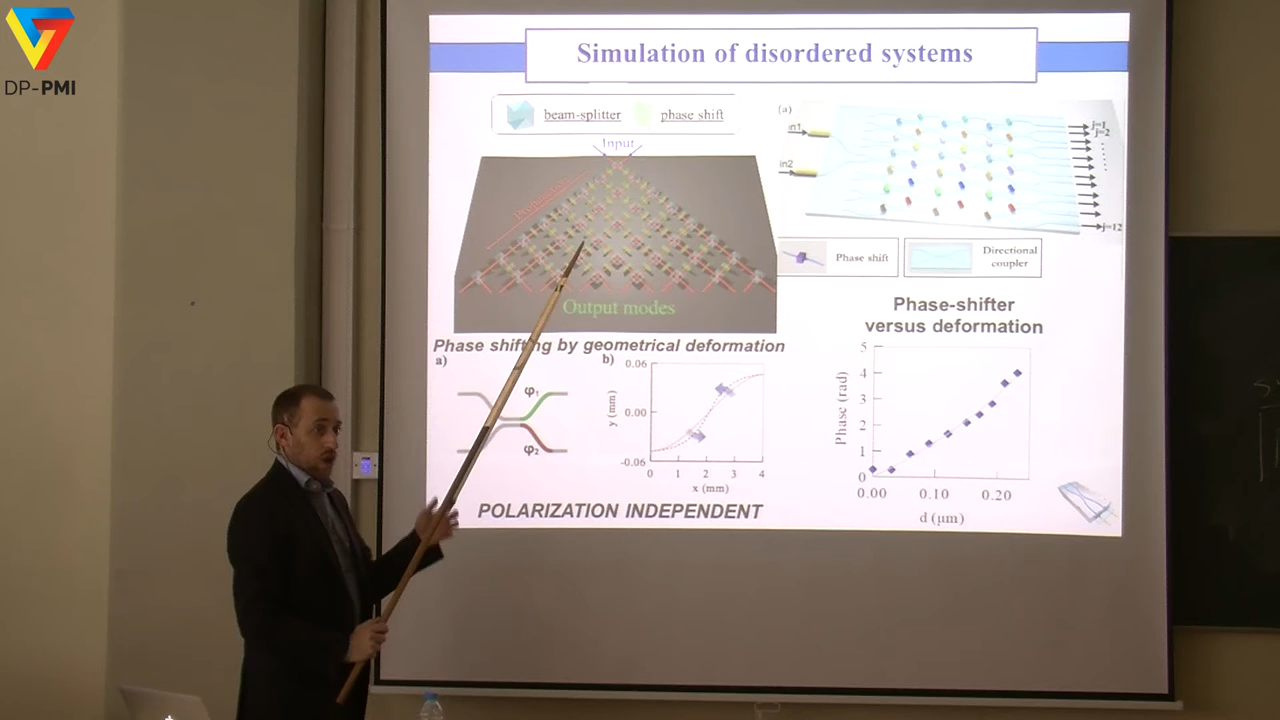 DP-PMI
Simulation of disordered systems
beam-splitter
phase shift
Input
Output modes
(a)
in1
in2
j=1
j=2
j=12
Phase shift
Directional
coupler
Phase shifting by geometrical deformation
a)
φ1
φ2
b)
0.06
0.00
-0.06
y (mm)
0 1 2 3 4
x (mm)
POLARIZATION INDEPENDENT
Phase-shifter
versus deformation
5
4
3
2
1
0
Phase (rad)
0.00 0.10 0.20
d (μm)